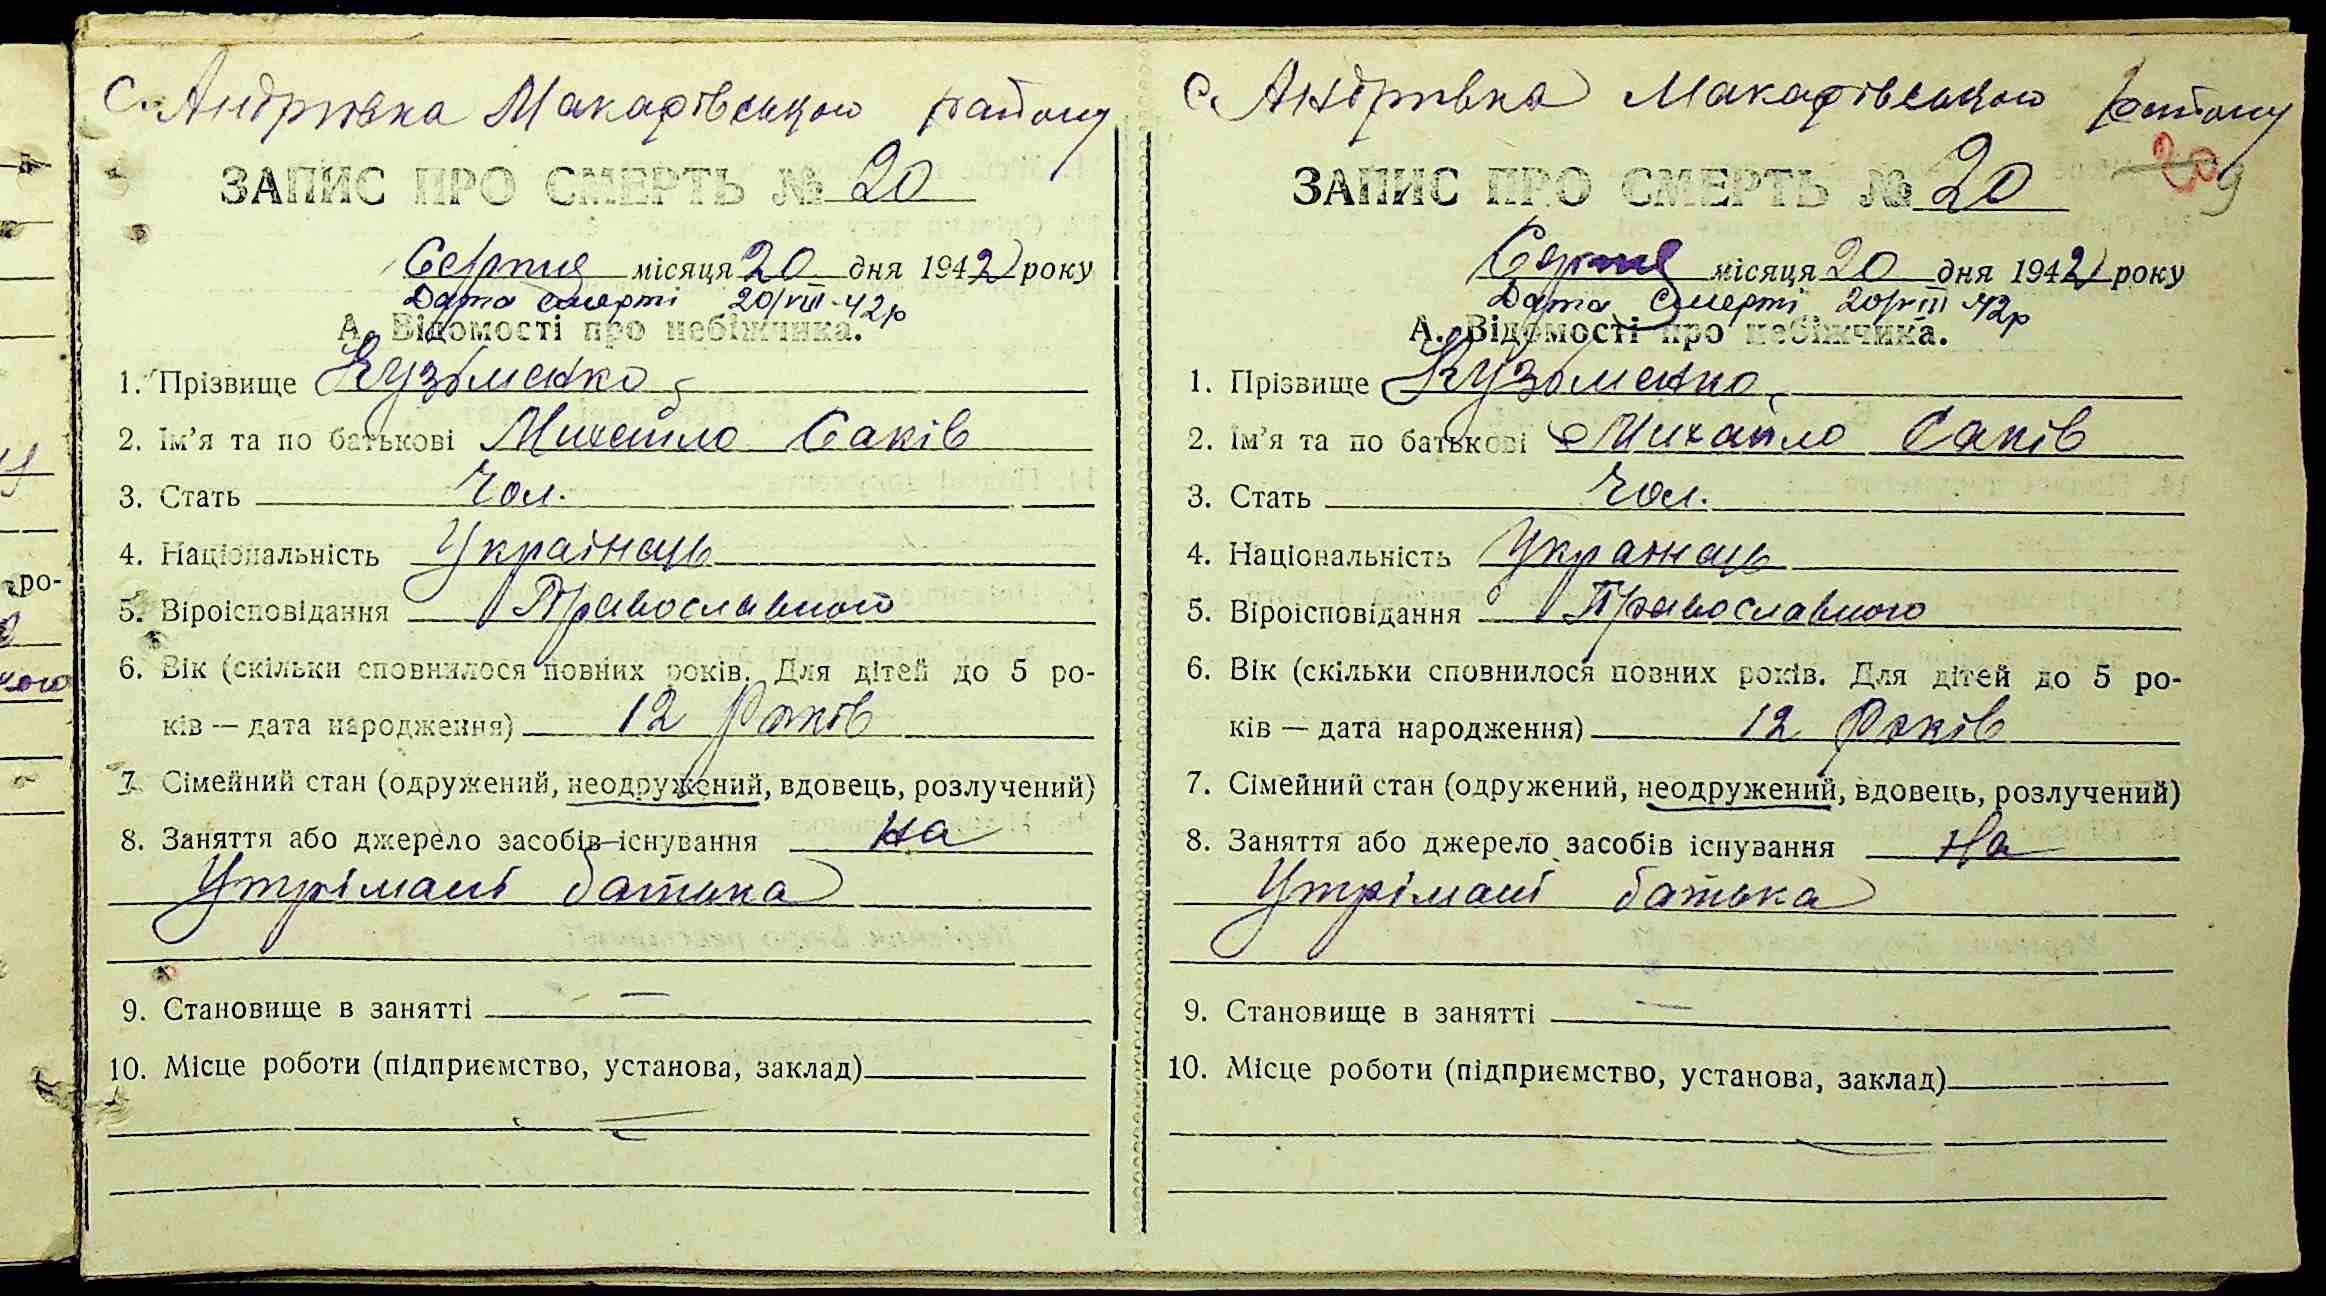 с. Андріївка Макарівського району
ЗАПИС ПРО СМЕРТЬ № 20
Серпня місяця 20 дня 1942 року
Дата смерті 20/VIII-42р
А. Відомості про небіжчика.
1. Прізвище Кузьменко
2. Ім'я та по батькові Михайло Саків
3. Стать Чол.
4. Національність Українець
5. Віроісповідання Православного
6. Вік (скільки сповнилося повних років. Для дітей до 5 ро-
ків — дата народження) 12 Років
7. Сімейний стан (одружений, неодружений, вдовець, розлучений)
8. Заняття або джерело засобів існування на
Утрімані батька
9. Становище в занятті —
10. Місце роботи (підприємство, установа, заклад)
с. Андріївка Макарівського району
20 9
ЗАПИС ПРО СМЕРТЬ № 20
Серпня місяця 20 дня 1942 року
Дата смерті 20/VIII-42р
А. Відомості про небіжчика.
1. Прізвище Кузьменко
2. Ім'я та по батькові Михайло Саків
3. Стать Чол.
4. Національність Українець
5. Віроісповідання Православного
6. Вік (скільки сповнилося повних років. Для дітей до 5 ро-
ків — дата народження) 12 Років
7. Сімейний стан (одружений, неодружений, вдовець, розлучений)
8. Заняття або джерело засобів існування На
Утрімані батька
9. Становище в занятті —
10. Місце роботи (підприємство, установа, заклад)